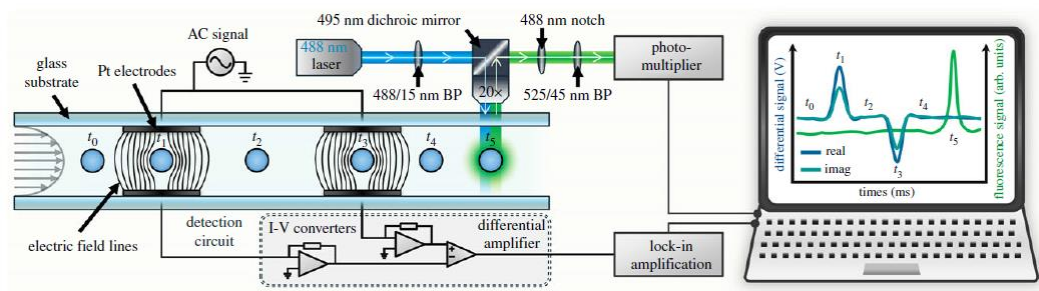 AC signal
495 nm dichroic mirror
488 nm notch
488 nm
laser
photo-
multiplier
glass
substrate
Pt electrodes
488/15 nm BP
20×
525/45 nm BP
t0
t1
t2
t3
t4
t5
electric field lines
detection
circuit
I-V converters
differential
amplifier
+
−
lock-in
amplification
differential signal (V)
fluorescence signal (arb. units)
t1
t0
t2
t4
t5
real
imag
t3
times (ms)